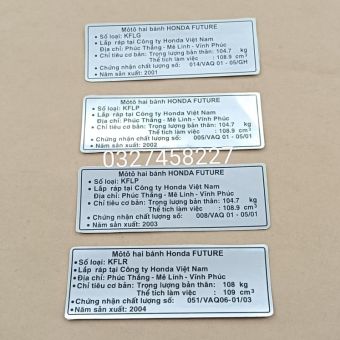 Môtô hai bánh HONDA FUTURE
• Số loại: KFLG
• Lắp ráp tại Công ty Honda Việt Nam
Địa chỉ: Phúc Thắng - Mê Linh - Vĩnh Phúc
• Chỉ tiêu cơ bản: Trọng lượng bản thân: 104.7 kg
Thể tích làm việc : 108.9 cm³
• Chứng nhận chất lượng số: 014/VAQ 01 - 05/GH
• Năm sản xuất: 2001
Môtô hai bánh HONDA FUTURE
• Số loại: KFLP
• Lắp ráp tại Công ty Honda Việt Nam
Địa chỉ: Phúc Thắng - Mê Linh - Vĩnh Phúc
• Chỉ tiêu cơ bản: Trọng lượng bản thân: 104.7 kg
Thể tích làm việc : 108.9 cm³
• Chứng nhận chất lượng số: 005/VAQ 01 - 05/01
• Năm sản xuất: 2002
0327458227
Môtô hai bánh HONDA FUTURE
• Số loại: KFLP
• Lắp ráp tại Công ty Honda Việt Nam
Địa chỉ: Phúc Thắng - Mê Linh - Vĩnh Phúc
• Chỉ tiêu cơ bản: Trọng lượng bản thân: 104.7 kg
Thể tích làm việc : 108.9 cm³
• Chứng nhận chất lượng số: 008/VAQ 01 - 05/01
• Năm sản xuất: 2003
Môtô hai bánh Honda FUTURE
• Số loại: KFLR
• Lắp ráp tại Công ty Honda Việt Nam
Địa chỉ: Phúc Thắng - Mê Linh - Vĩnh Phúc
• Chỉ tiêu cơ bản: Trọng lượng bản thân: 108 kg
Thể tích làm việc : 109 cm³
• Chứng nhận chất lượng số: 051/VAQ06-01/03
• Năm sản xuất: 2004